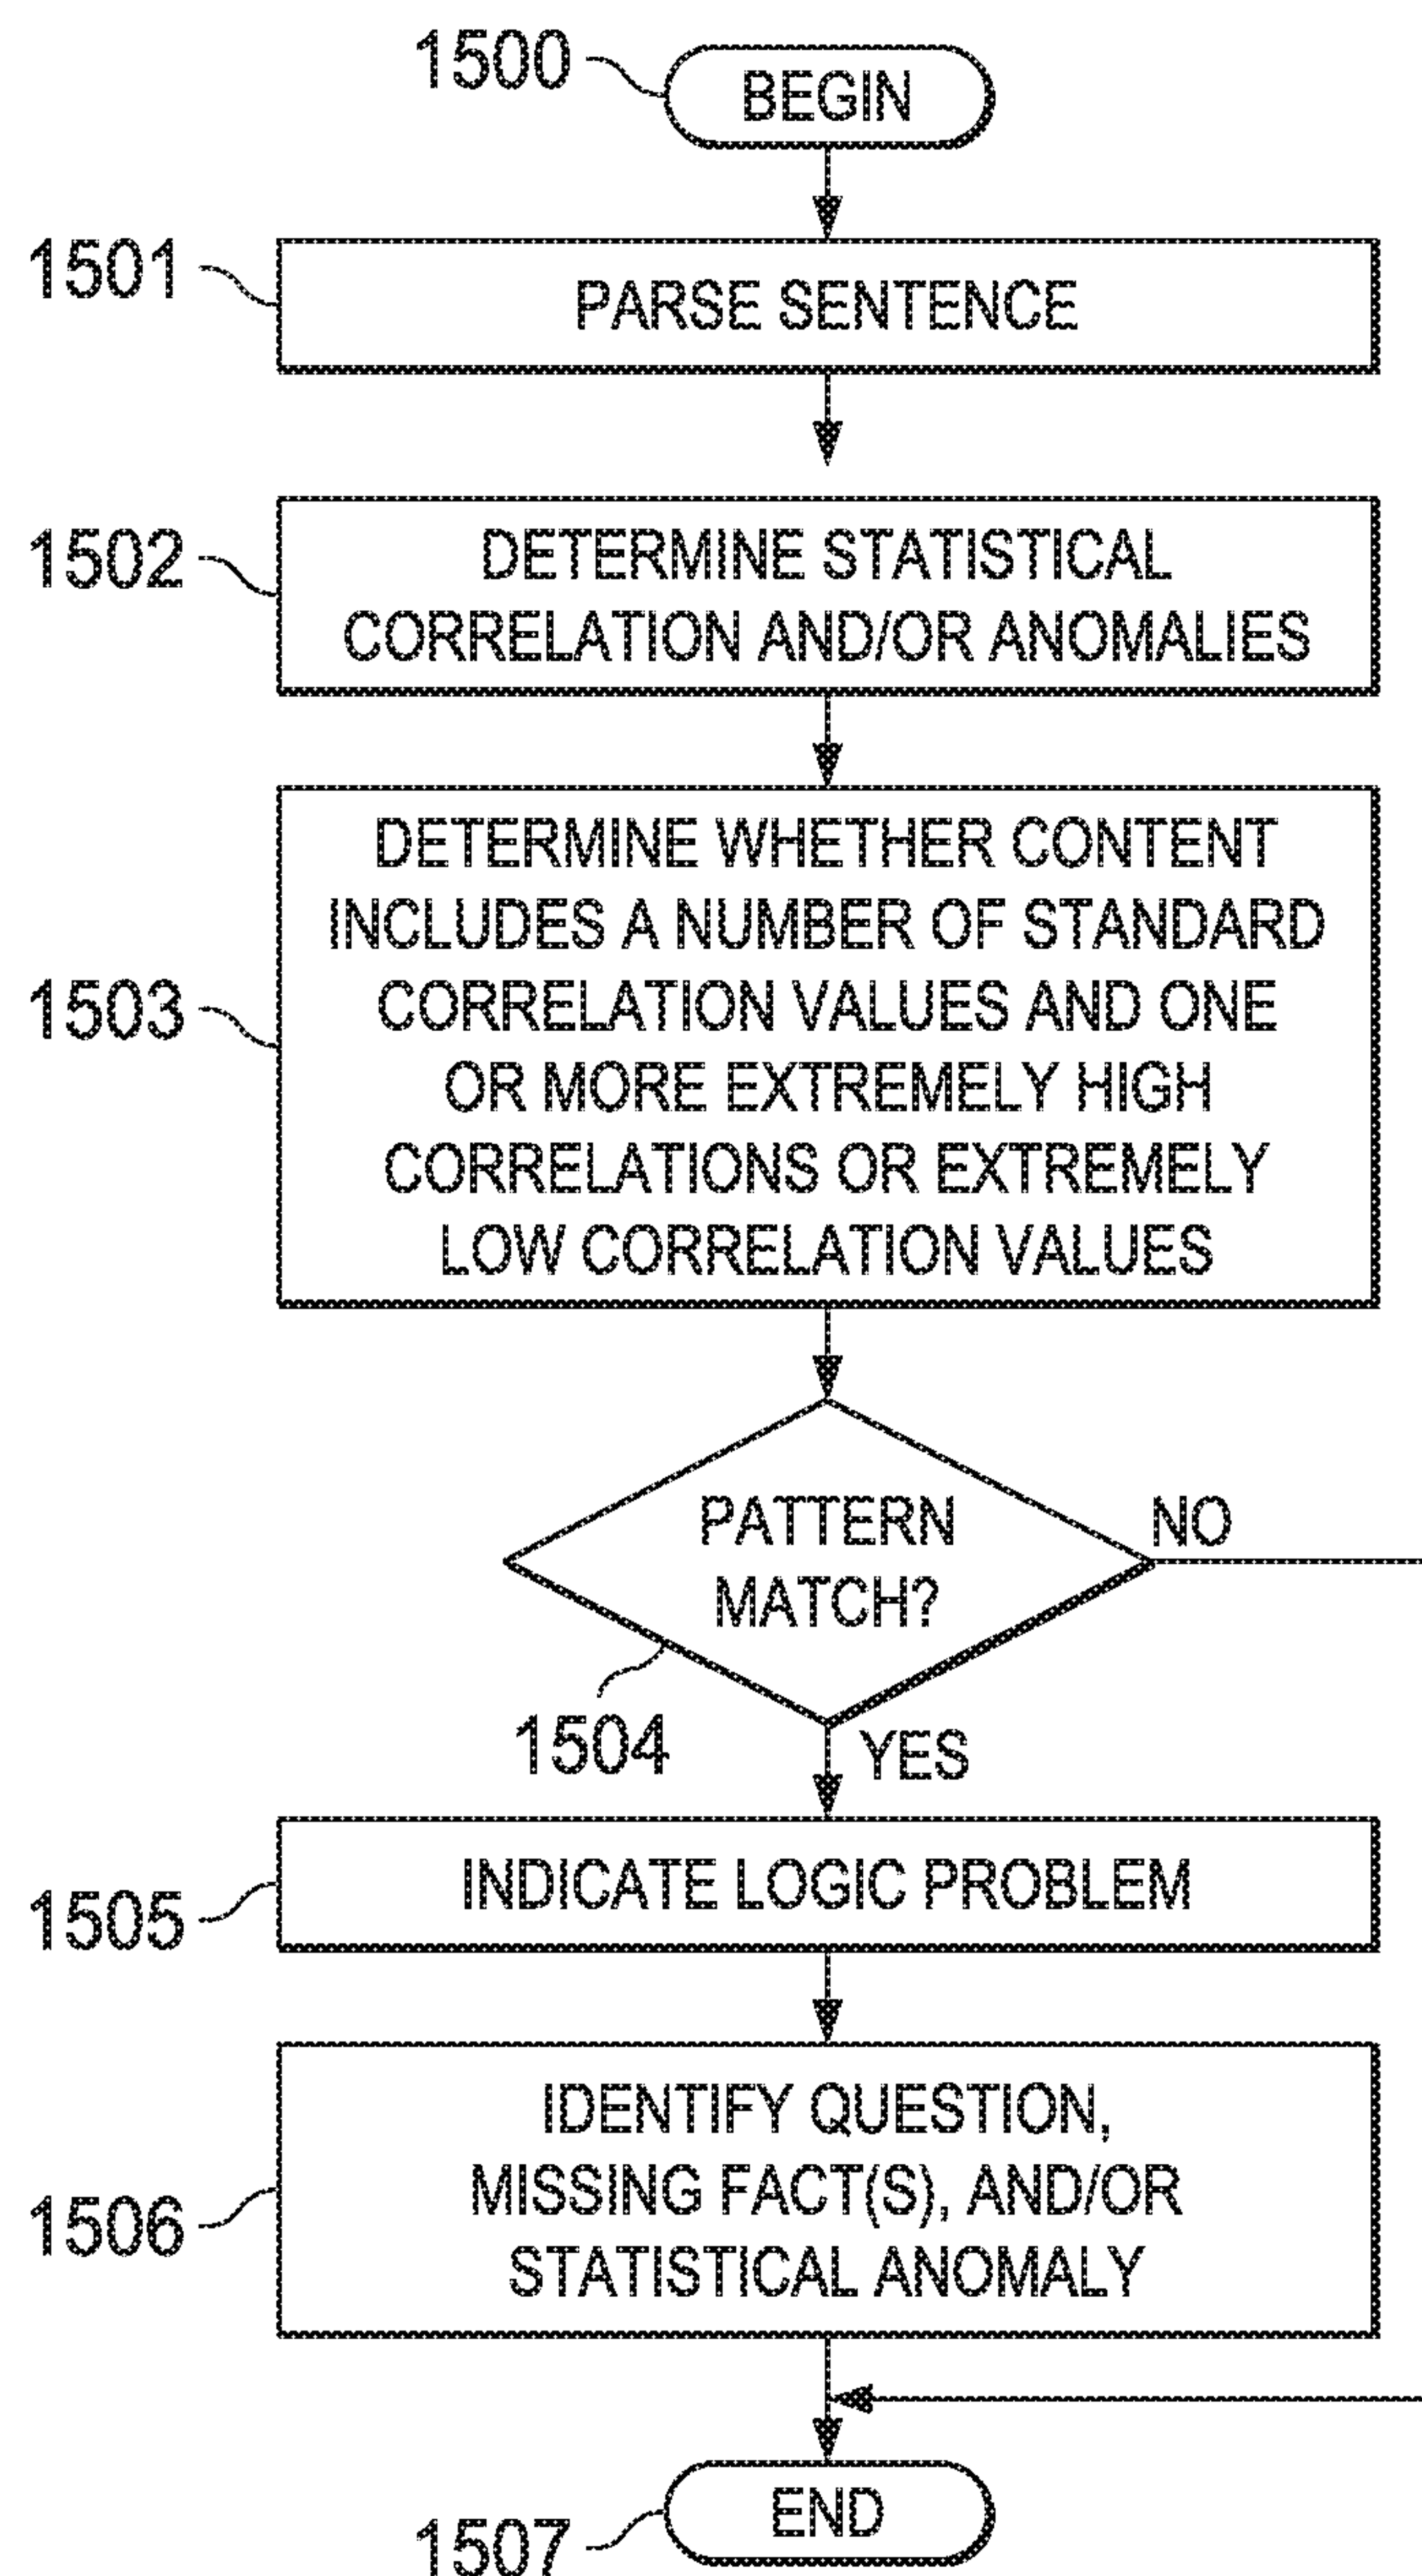 1500
BEGIN
1501
PARSE SENTENCE
1502
DETERMINE STATISTICAL
CORRELATION AND/OR ANOMALIES
1503
DETERMINE WHETHER CONTENT
INCLUDES A NUMBER OF STANDARD
CORRELATION VALUES AND ONE
OR MORE EXTREMELY HIGH
CORRELATIONS OR EXTREMELY
LOW CORRELATION VALUES
PATTERN
MATCH?
NO
1504
YES
1505
INDICATE LOGIC PROBLEM
1506
IDENTIFY QUESTION,
MISSING FACT(S), AND/OR
STATISTICAL ANOMALY
END
1507